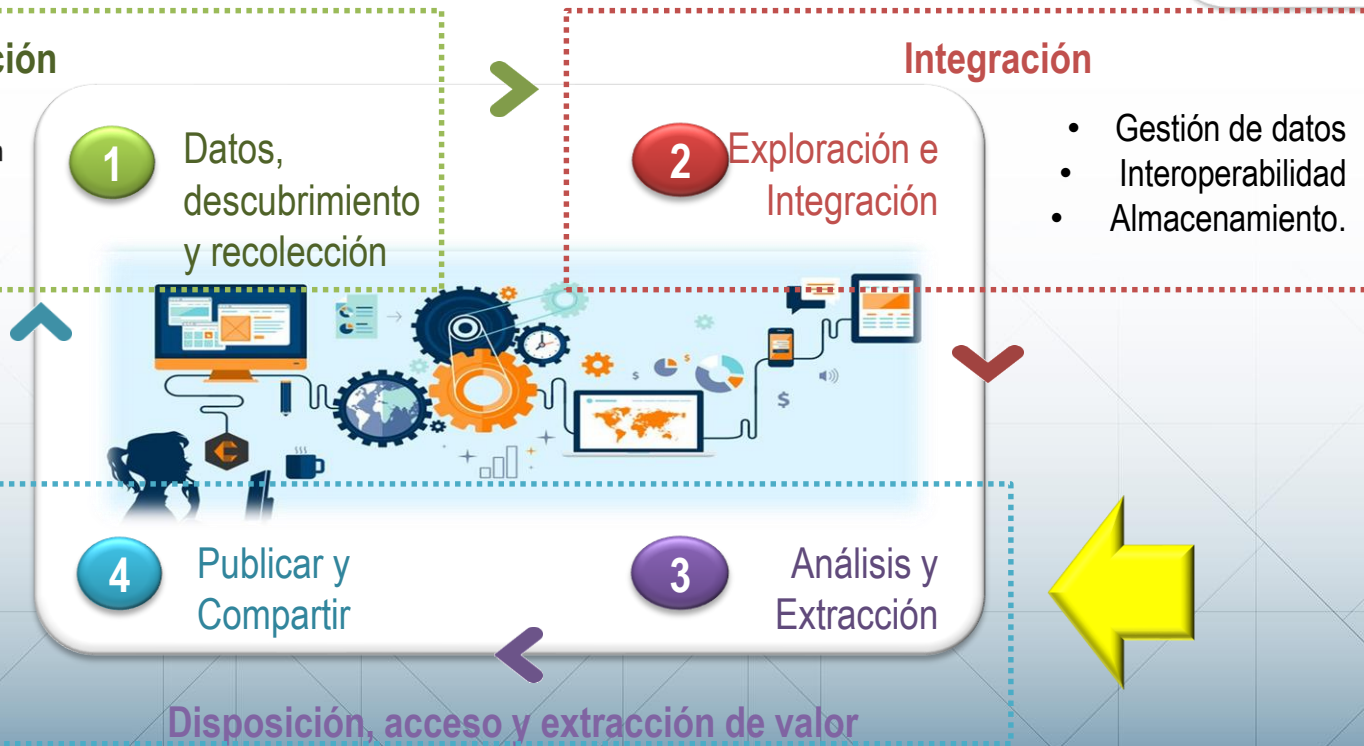 ción
Integración
1
Datos,
descubrimiento
y recolección
2
Exploración e
Integración
• Gestión de datos
• Interoperabilidad
• Almacenamiento.
4
Publicar y
Compartir
3
Análisis y
Extracción
Disposición, acceso y extracción de valor